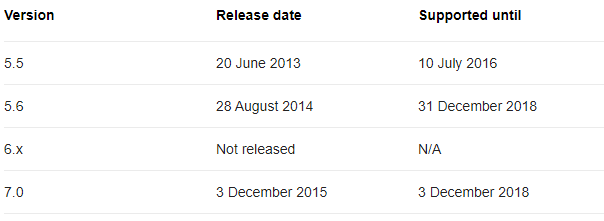 Version Release date Supported until
5.5 20 June 2013 10 July 2016
5.6 28 August 2014 31 December 2018
6.x Not released N/A
7.0 3 December 2015 3 December 2018